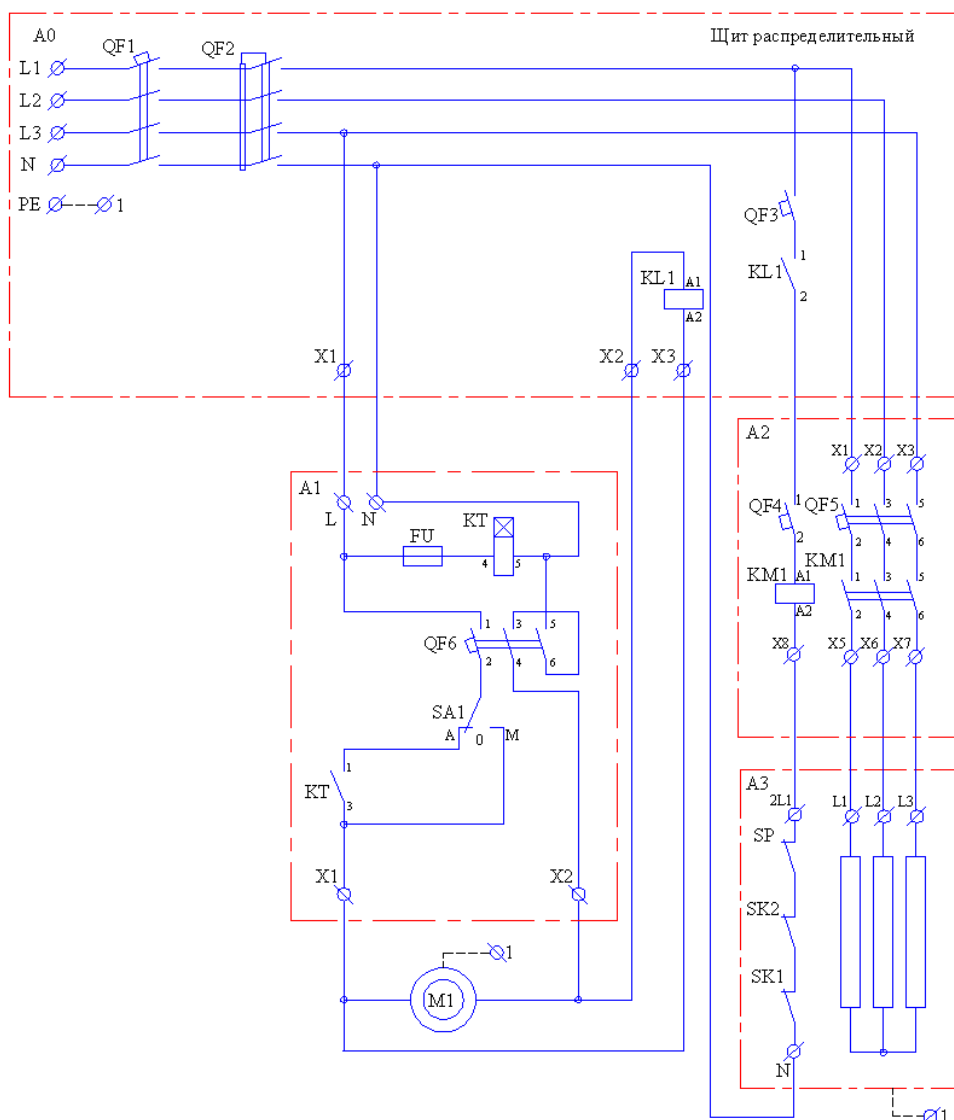 A0
QF1
QF2
Щит распределительный
L1
L2
L3
N
PE
1
QF3
KL1
1
2
KL1
A1
A2
X1
X2
X3
A2
X1
X2
X3
A1
L
N
FU
KT
4
5
QF4
1
2
QF5
1
3
5
2
4
6
KM1
A1
A2
KM1
1
3
5
2
4
6
QF6
1
3
5
2
4
6
X8
X5
X6
X7
SA1
A
0
M
KT
1
3
A3
2L1
L1
L2
L3
SP
SK2
SK1
X1
X2
1
M1
N
1